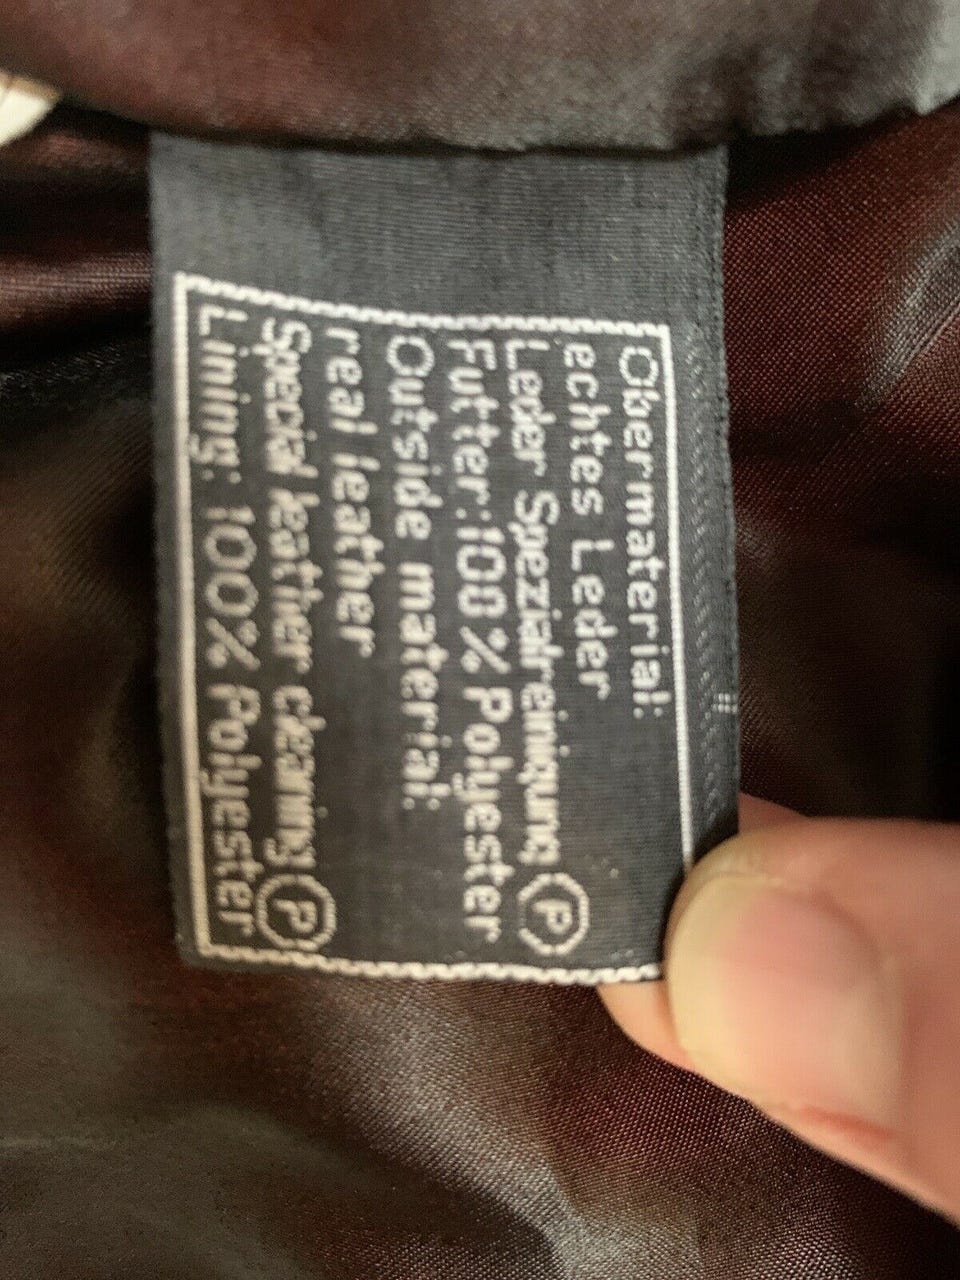 Obermaterial:
echtes Leder
Leder Spezialreinigung Ⓟ
Futter: 100% Polyester
Outside material:
real leather
Special leather cleaning Ⓟ
Lining: 100% Polyester